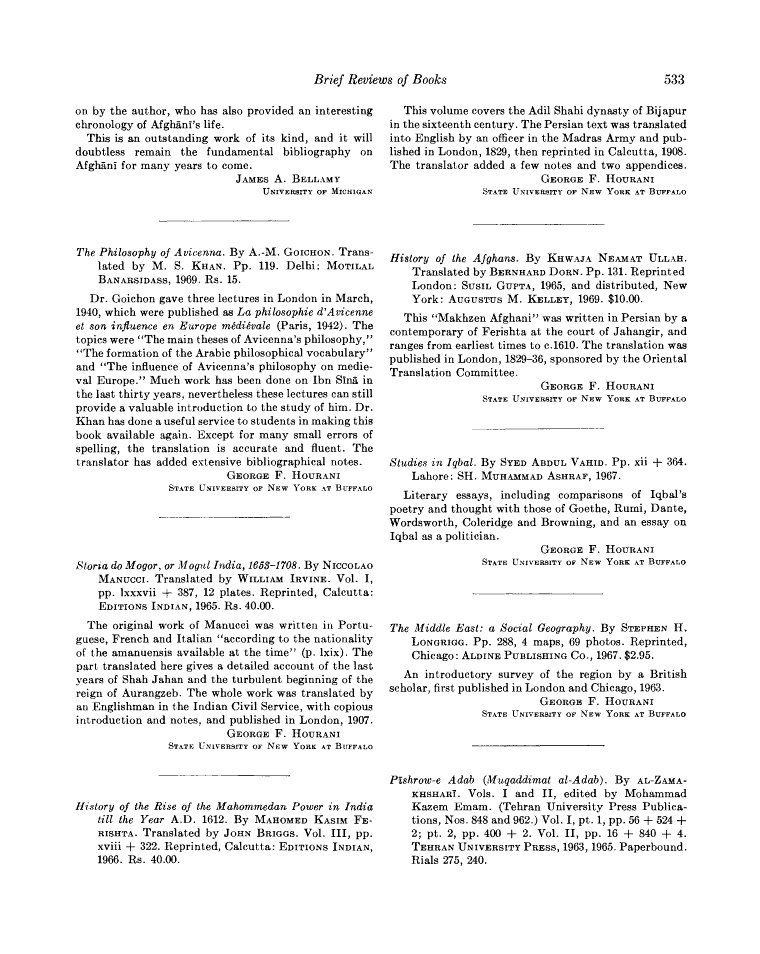 Brief Reviews of Books 533
on by the author, who has also provided an interesting
chronology of Afghānī's life.
This is an outstanding work of its kind, and it will
doubtless remain the fundamental bibliography on
Afghānī for many years to come.
JAMES A. BELLAMY
UNIVERSITY OF MICHIGAN
The Philosophy of Avicenna. By A.-M. GOICHON. Trans-
lated by M. S. KHAN. Pp. 119. Delhi: MOTILAL
BANARSIDASS, 1969. Rs. 15.
Dr. Goichon gave three lectures in London in March,
1940, which were published as La philosophie d'Avicenne
et son influence en Europe médiévale (Paris, 1942). The
topics were "The main theses of Avicenna's philosophy,"
"The formation of the Arabic philosophical vocabulary"
and "The influence of Avicenna's philosophy on medie-
val Europe." Much work has been done on Ibn Sīnā in
the last thirty years, nevertheless these lectures can still
provide a valuable introduction to the study of him. Dr.
Khan has done a useful service to students in making this
book available again. Except for many small errors of
spelling, the translation is accurate and fluent. The
translator has added extensive bibliographical notes.
GEORGE F. HOURANI
STATE UNIVERSITY OF NEW YORK AT BUFFALO
Storia do Mogor, or Mogul India, 1653-1708. By NICCOLAO
MANUCCI. Translated by WILLIAM IRVINE. Vol. I,
pp. lxxxvii + 387, 12 plates. Reprinted, Calcutta:
EDITIONS INDIAN, 1965. Rs. 40.00.
The original work of Manucci was written in Portu-
guese, French and Italian "according to the nationality
of the amanuensis available at the time" (p. lxix). The
part translated here gives a detailed account of the last
years of Shah Jahan and the turbulent beginning of the
reign of Aurangzeb. The whole work was translated by
an Englishman in the Indian Civil Service, with copious
introduction and notes, and published in London, 1907.
GEORGE F. HOURANI
STATE UNIVERSITY OF NEW YORK AT BUFFALO
History of the Rise of the Mahommedan Power in India
till the Year A.D. 1612. By MAHOMED KASIM FE-
RISHTA. Translated by JOHN BRIGGS. Vol. III, pp.
xviii + 322. Reprinted, Calcutta: EDITIONS INDIAN,
1966. Rs. 40.00.
This volume covers the Adil Shahi dynasty of Bijapur
in the sixteenth century. The Persian text was translated
into English by an officer in the Madras Army and pub-
lished in London, 1829, then reprinted in Calcutta, 1908.
The translator added a few notes and two appendices.
GEORGE F. HOURANI
STATE UNIVERSITY OF NEW YORK AT BUFFALO
History of the Afghans. By KHWAJA NEAMAT ULLAH.
Translated by BERNHARD DORN. Pp. 131. Reprinted
London: SUSIL GUPTA, 1965, and distributed, New
York: AUGUSTUS M. KELLEY, 1969. $10.00.
This "Makhzen Afghani" was written in Persian by a
contemporary of Ferishta at the court of Jahangir, and
ranges from earliest times to c.1610. The translation was
published in London, 1829–36, sponsored by the Oriental
Translation Committee.
GEORGE F. HOURANI
STATE UNIVERSITY OF NEW YORK AT BUFFALO
Studies in Iqbal. By SYED ABDUL VAHID. Pp. xii + 364.
Lahore: SH. MUHAMMAD ASHRAF, 1967.
Literary essays, including comparisons of Iqbal's
poetry and thought with those of Goethe, Rumi, Dante,
Wordsworth, Coleridge and Browning, and an essay on
Iqbal as a politician.
GEORGE F. HOURANI
STATE UNIVERSITY OF NEW YORK AT BUFFALO
The Middle East: a Social Geography. By STEPHEN H.
LONGRIGG. Pp. 288, 4 maps, 69 photos. Reprinted,
Chicago: ALDINE PUBLISHING CO., 1967. $2.95.
An introductory survey of the region by a British
scholar, first published in London and Chicago, 1963.
GEORGE F. HOURANI
STATE UNIVERSITY OF NEW YORK AT BUFFALO
Pīshrow-e Adab (Muqaddimat al-Adab). By AL-ZAMA-
KHSHARĪ. Vols. I and II, edited by Mohammad
Kazem Emam. (Tehran University Press Publica-
tions, Nos. 848 and 962.) Vol. I, pt. 1, pp. 56 + 524 +
2; pt. 2, pp. 400 + 2. Vol. II, pp. 16 + 840 + 4.
TEHRAN UNIVERSITY PRESS, 1963, 1965. Paperbound.
Rials 275, 240.